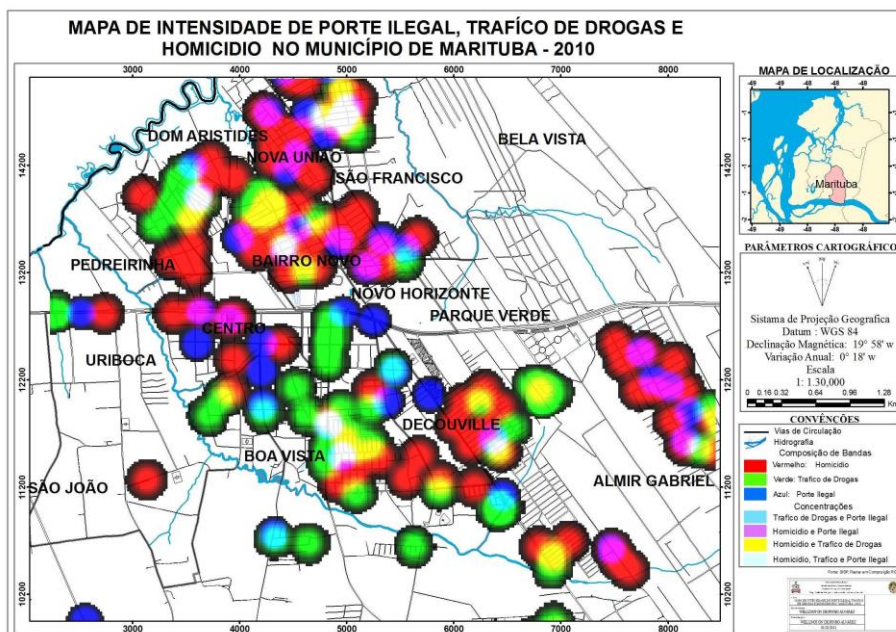 MAPA DE INTENSIDADE DE PORTE ILEGAL, TRAFÍCO DE DROGAS E
HOMICIDIO NO MUNICÍPIO DE MARITUBA - 2010
3000 4000 5000 6000 7000 8000
14200
13200
12200
11200
10200
DOM ARISTIDES
BELA VISTA
NOVA UNIÃO
SÃO FRANCISCO
PEDREIRINHA
BAIRRO NOVO
NOVO HORIZONTE
PARQUE VERDE
CENTRO
URIBOCA
DECOUVILLE
BOA VISTA
SÃO JOÃO
ALMIR GABRIEL
14200
13200
12200
11200
10200
3000 4000 5000 6000 7000 8000
MAPA DE LOCALIZAÇÃO
Marituba
PARÂMETROS CARTOGRÁFICO
Sistema de Projeção Geografica
Datum : WGS 84
Declinação Magnética: 19° 58' w
Variação Anual: 0° 18' w
Escala
1: 1.30,000
0 0.16 0.32 0.64 0.96 1.28
Km
CONVÊNCÕES
Vias de Circulação
Hidrografia
Composição de Bandas
Vermelho: Homicidio
Verde: Trafico de Drogas
Azul: Porte Ilegal
Concentrações
Trafíco de Drogas e Porte Ilegal
Homicidio e Porte Ilegal
Homicídio e Trafico de Drogas
Homicidio, Trafico e Porte Ilegal